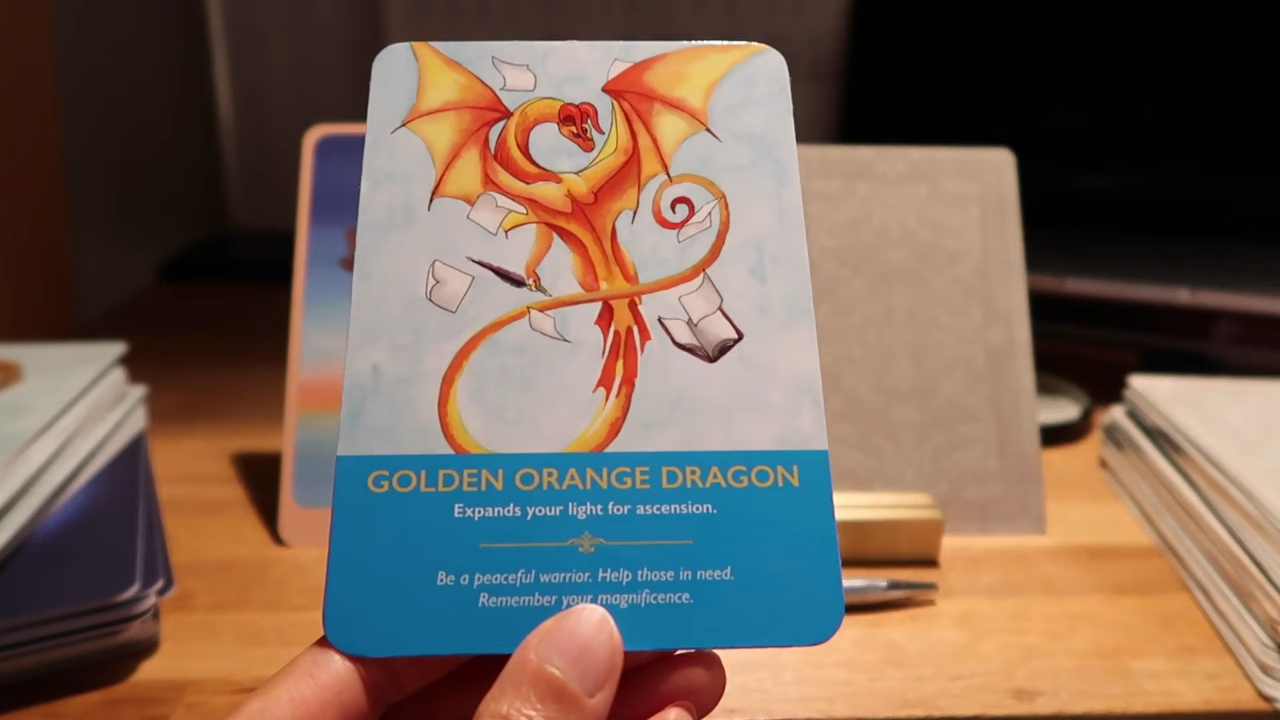 GOLDEN ORANGE DRAGON
Expands your light for ascension.
Be a peaceful warrior. Help those in need.
Remember your magnificence.